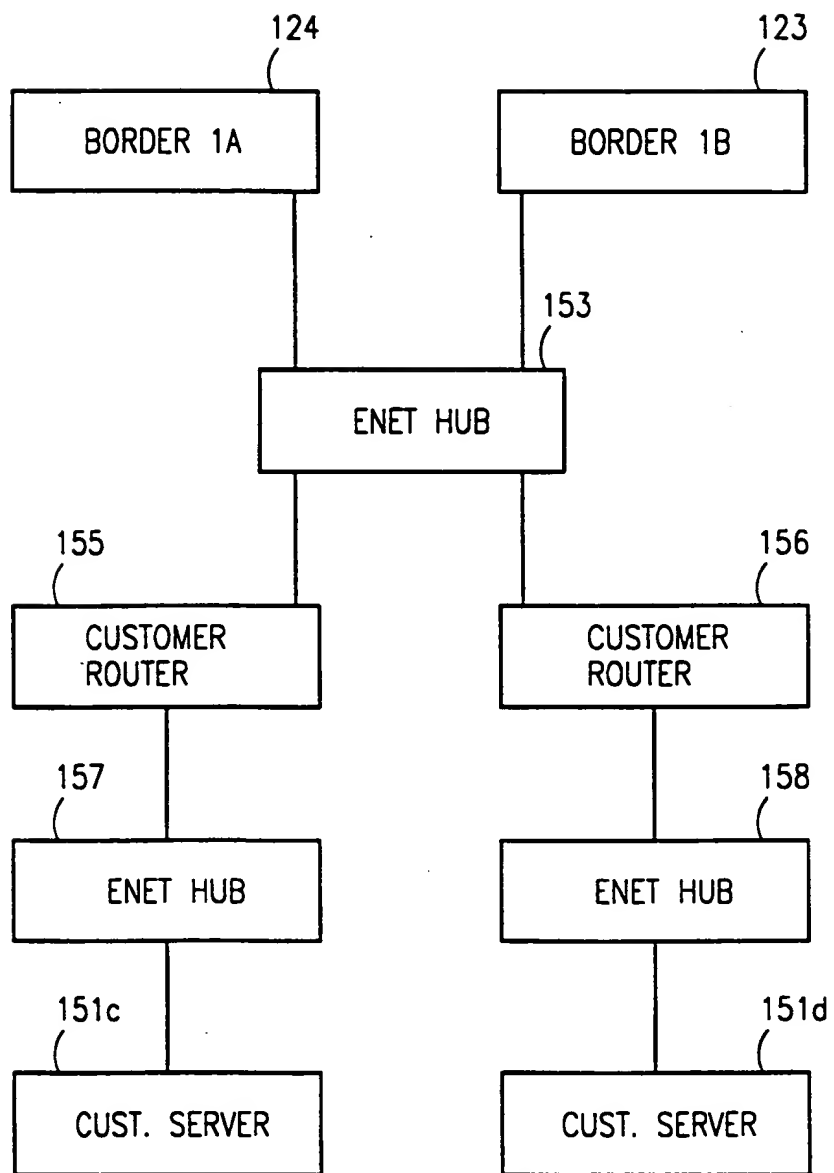 124
123
BORDER 1A
BORDER 1B
153
ENET HUB
155
156
CUSTOMER
ROUTER
CUSTOMER
ROUTER
157
158
ENET HUB
ENET HUB
151c
151d
CUST. SERVER
CUST. SERVER